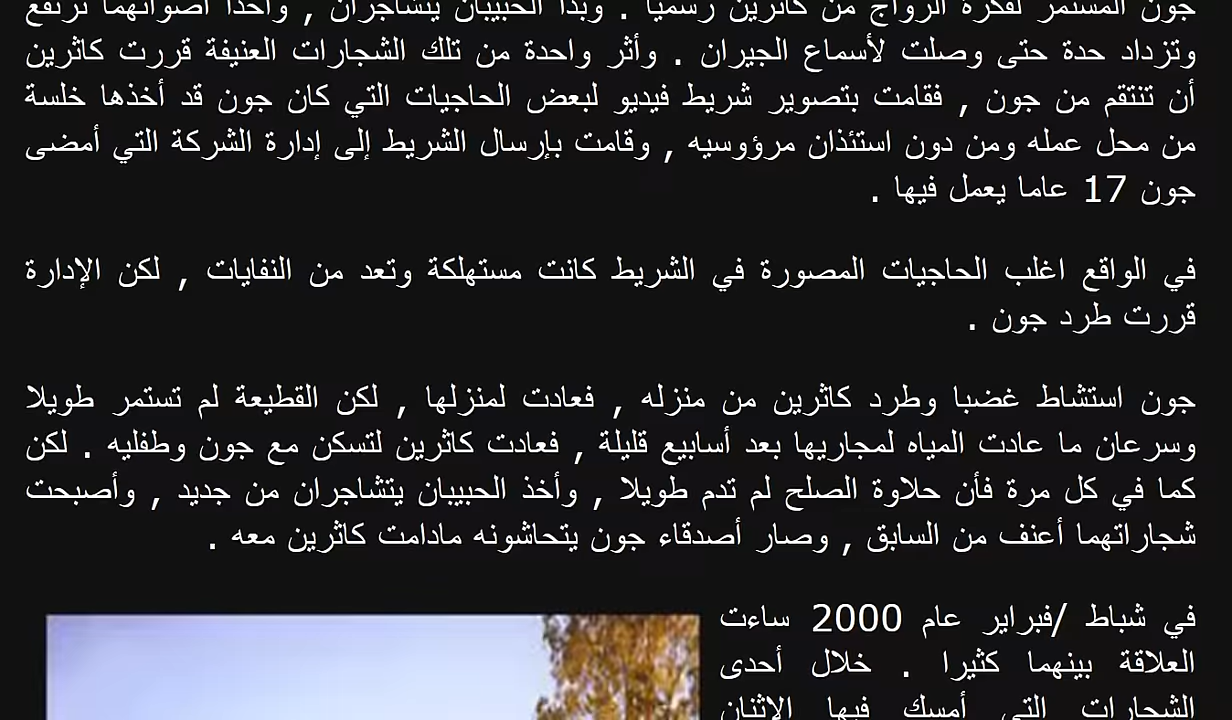 جون المستمر لفكرة الزواج من كاثرين رسميا . وبدأ الحبيبان يتشاجران , وأخذا أصواتهما ترتفع
وتزداد حدة حتى وصلت لأسماع الجيران . وأثر واحدة من تلك الشجارات العنيفة قررت كاثرين
أن تنتقم من جون , فقامت بتصوير شريط فيديو لبعض الحاجيات التي كان جون قد أخذها خلسة
من محل عمله ومن دون استئذان مرؤوسيه , وقامت بإرسال الشريط إلى إدارة الشركة التي أمضى
جون 17 عاما يعمل فيها .
في الواقع اغلب الحاجيات المصورة في الشريط كانت مستهلكة وتعد من النفايات , لكن الإدارة
قررت طرد جون .
جون استشاط غضبا وطرد كاثرين من منزله , فعادت لمنزلها , لكن القطيعة لم تستمر طويلا
وسرعان ما عادت المياه لمجاريها بعد أسابيع قليلة , فعادت كاثرين لتسكن مع جون وطفليه . لكن
كما في كل مرة فأن حلاوة الصلح لم تدم طويلا , وأخذ الحبيبان يتشاجران من جديد , وأصبحت
شجاراتهما أعنف من السابق , وصار أصدقاء جون يتحاشونه مادامت كاثرين معه .
في شباط /فبراير عام 2000 ساءت
العلاقة بينهما كثيرا . خلال أحدى
الشجارات التي أمسك فيها الاثنان